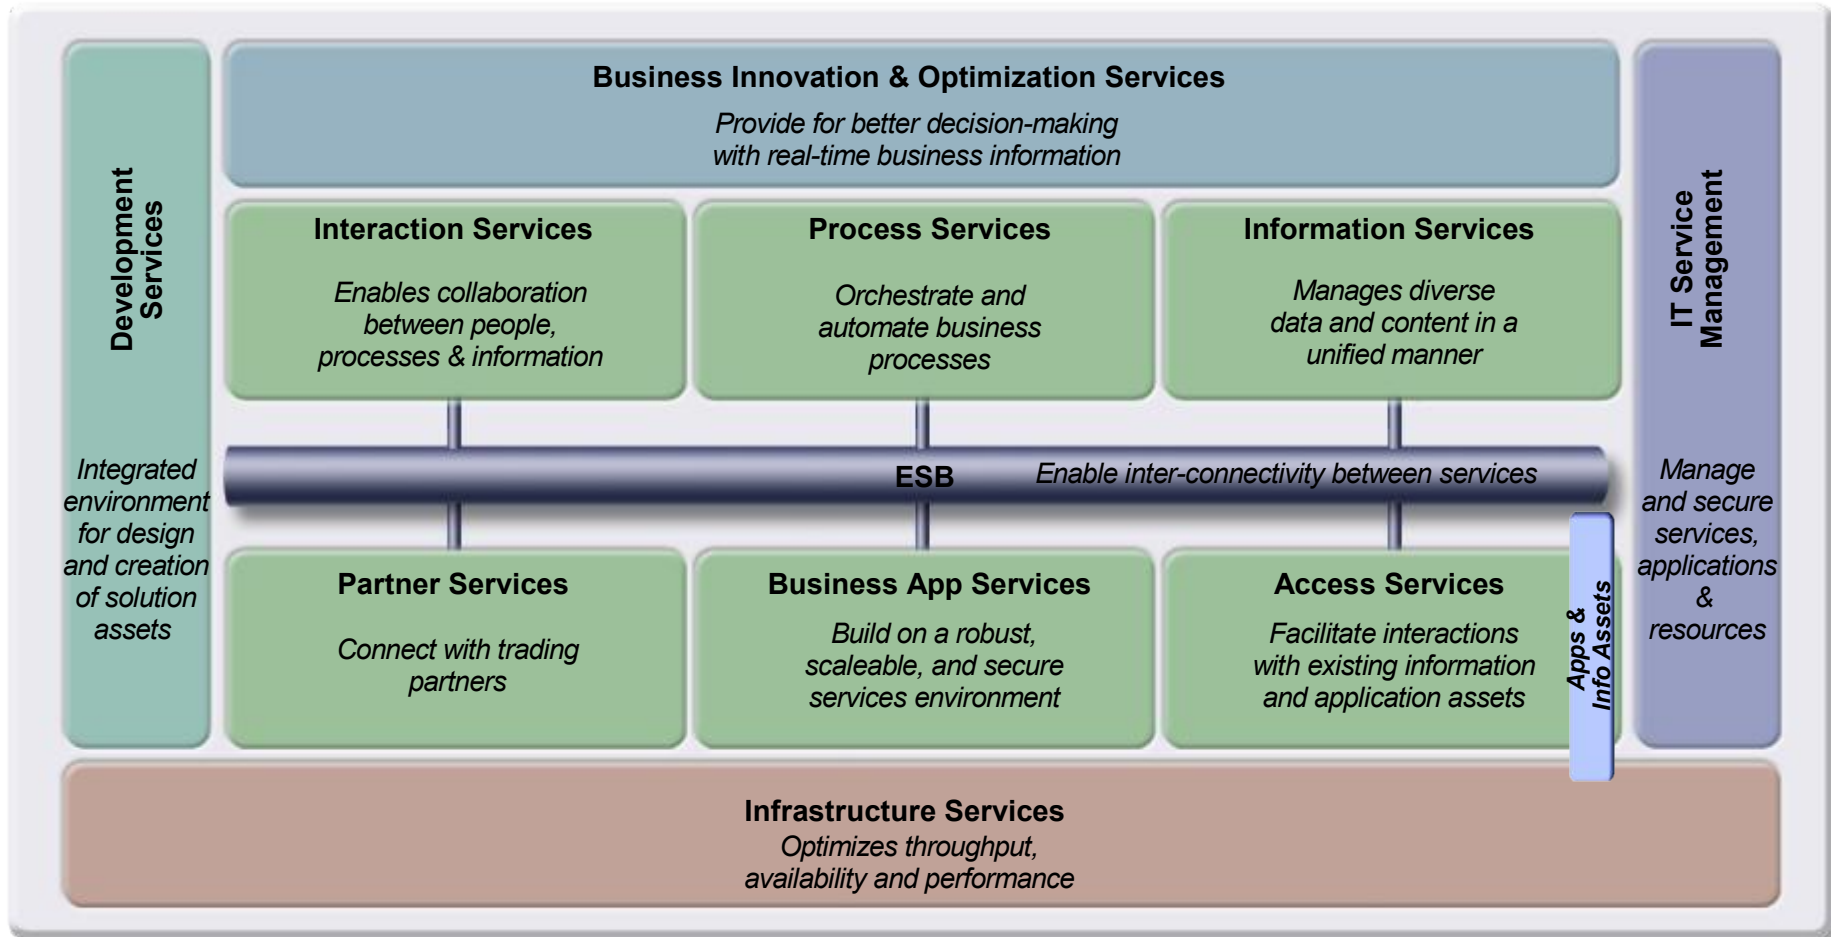 Business Innovation & Optimization Services
Provide for better decision-making
with real-time business information
Development
Services
Integrated
environment
for design
and creation
of solution
assets
Interaction Services
Enables collaboration
between people,
processes & information
Process Services
Orchestrate and
automate business
processes
Information Services
Manages diverse
data and content in a
unified manner
IT Service
Management
Manage
and secure
services,
applications
&
resources
ESB
Enable inter-connectivity between services
Partner Services
Connect with trading
partners
Business App Services
Build on a robust,
scaleable, and secure
services environment
Access Services
Facilitate interactions
with existing information
and application assets
Apps &
Info Assets
Infrastructure Services
Optimizes throughput,
availability and performance